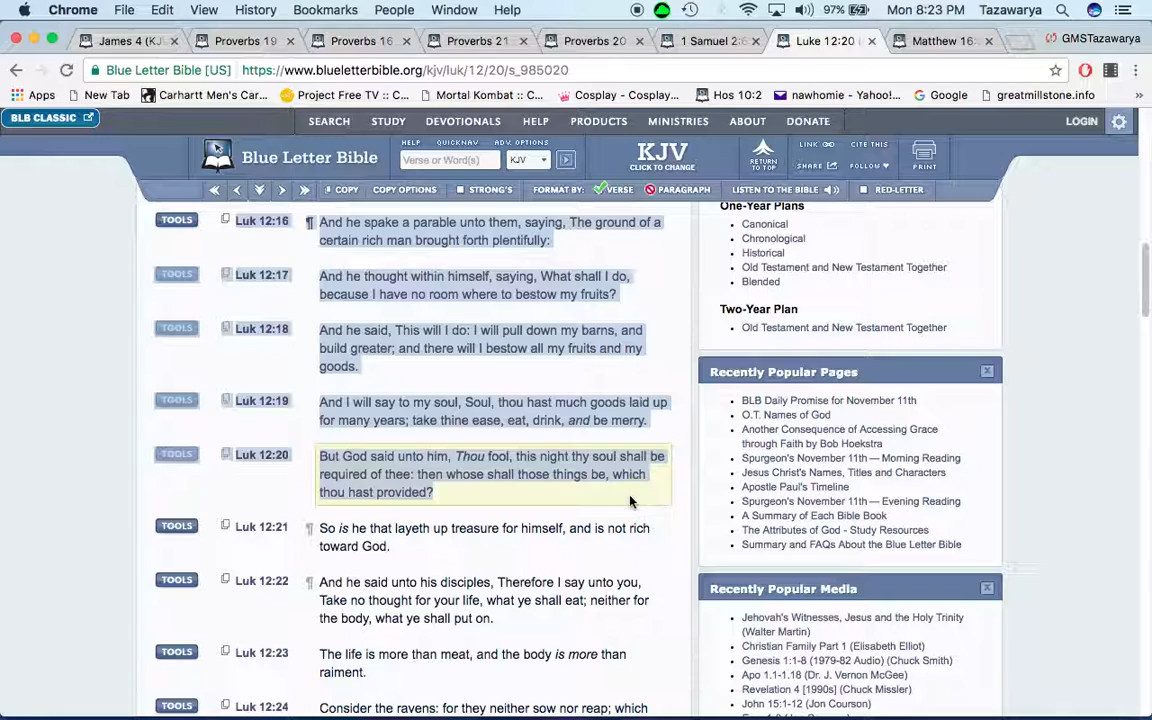 Chrome File Edit View History Bookmarks People Window Help 97% Mon 8:23 PM Tazawarya
James 4 (KJ Proverbs 19 Proverbs 16 Proverbs 21 Proverbs 20 1 Samuel 2:6 Luke 12:20 ( Matthew 16: GMSTazawarya
Blue Letter Bible [US] https://www.blueletterbible.org/kjv/luk/12/20/s_985020
Apps New Tab Carhartt Men's Car... Project Free TV :: C... Mortal Kombat :: C... Cosplay - Cosplay... Hos 10:2 nawhomie - Yahoo!... Google greatmillstone.info »
BLB CLASSIC
SEARCH STUDY DEVOTIONALS HELP PRODUCTS MINISTRIES ABOUT DONATE LOGIN
Blue Letter Bible
HELP QUICKNAV ADV. OPTIONS
Verse or Word(s) KJV
KJV
CLICK TO CHANGE
RETURN
TO TOP
LINK CITE THIS
SHARE FOLLOW
PRINT
COPY COPY OPTIONS STRONG'S FORMAT BY: VERSE PARAGRAPH LISTEN TO THE BIBLE RED-LETTER
TOOLS Luk 12:16 ¶ And he spake a parable unto them, saying, The ground of a
certain rich man brought forth plentifully:
TOOLS Luk 12:17 And he thought within himself, saying, What shall I do,
because I have no room where to bestow my fruits?
TOOLS Luk 12:18 And he said, This will I do: I will pull down my barns, and
build greater; and there will I bestow all my fruits and my
goods.
TOOLS Luk 12:19 And I will say to my soul, Soul, thou hast much goods laid up
for many years; take thine ease, eat, drink, and be merry.
TOOLS Luk 12:20 But God said unto him, Thou fool, this night thy soul shall be
required of thee: then whose shall those things be, which
thou hast provided?
TOOLS Luk 12:21 ¶ So is he that layeth up treasure for himself, and is not rich
toward God.
TOOLS Luk 12:22 ¶ And he said unto his disciples, Therefore I say unto you,
Take no thought for your life, what ye shall eat; neither for
the body, what ye shall put on.
TOOLS Luk 12:23 The life is more than meat, and the body is more than
raiment.
TOOLS Luk 12:24 Consider the ravens: for they neither sow nor reap; which
One-Year Plans
Canonical
Chronological
Historical
Old Testament and New Testament Together
Blended
Two-Year Plan
Old Testament and New Testament Together
Recently Popular Pages
BLB Daily Promise for November 11th
O.T. Names of God
Another Consequence of Accessing Grace
through Faith by Bob Hoekstra
Spurgeon's November 11th — Morning Reading
Jesus Christ's Names, Titles and Characters
Apostle Paul's Timeline
Spurgeon's November 11th — Evening Reading
A Summary of Each Bible Book
The Attributes of God - Study Resources
Summary and FAQs About the Blue Letter Bible
Recently Popular Media
Jehovah's Witnesses, Jesus and the Holy Trinity
(Walter Martin)
Christian Family Part 1 (Elisabeth Elliot)
Genesis 1:1-8 (1979-82 Audio) (Chuck Smith)
Apo 1.1-1.18 (Dr. J. Vernon McGee)
Revelation 4 [1990s] (Chuck Missler)
John 15:1-12 (Jon Courson)